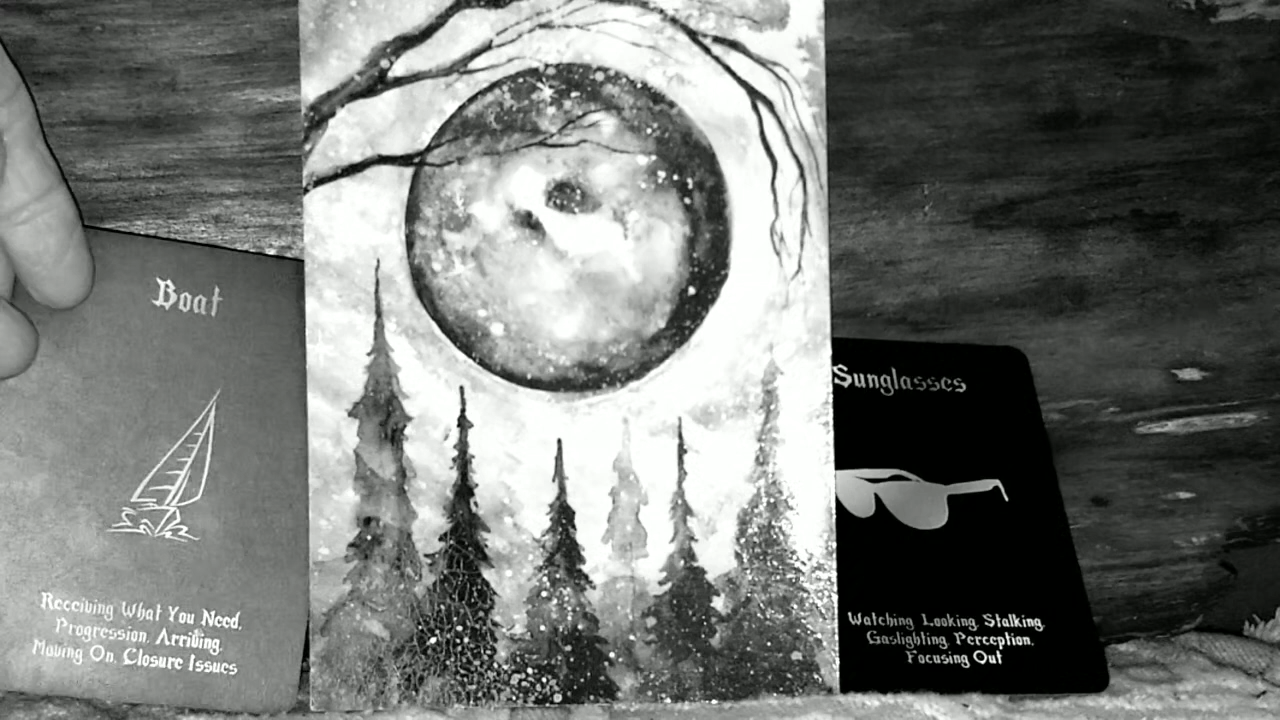 Boat
Receiving What You Need,
Progression, Arriving,
Moving On, Closure Issues
Sunglasses
Watching, Looking, Stalking,
Gaslighting, Perception,
Focusing Out